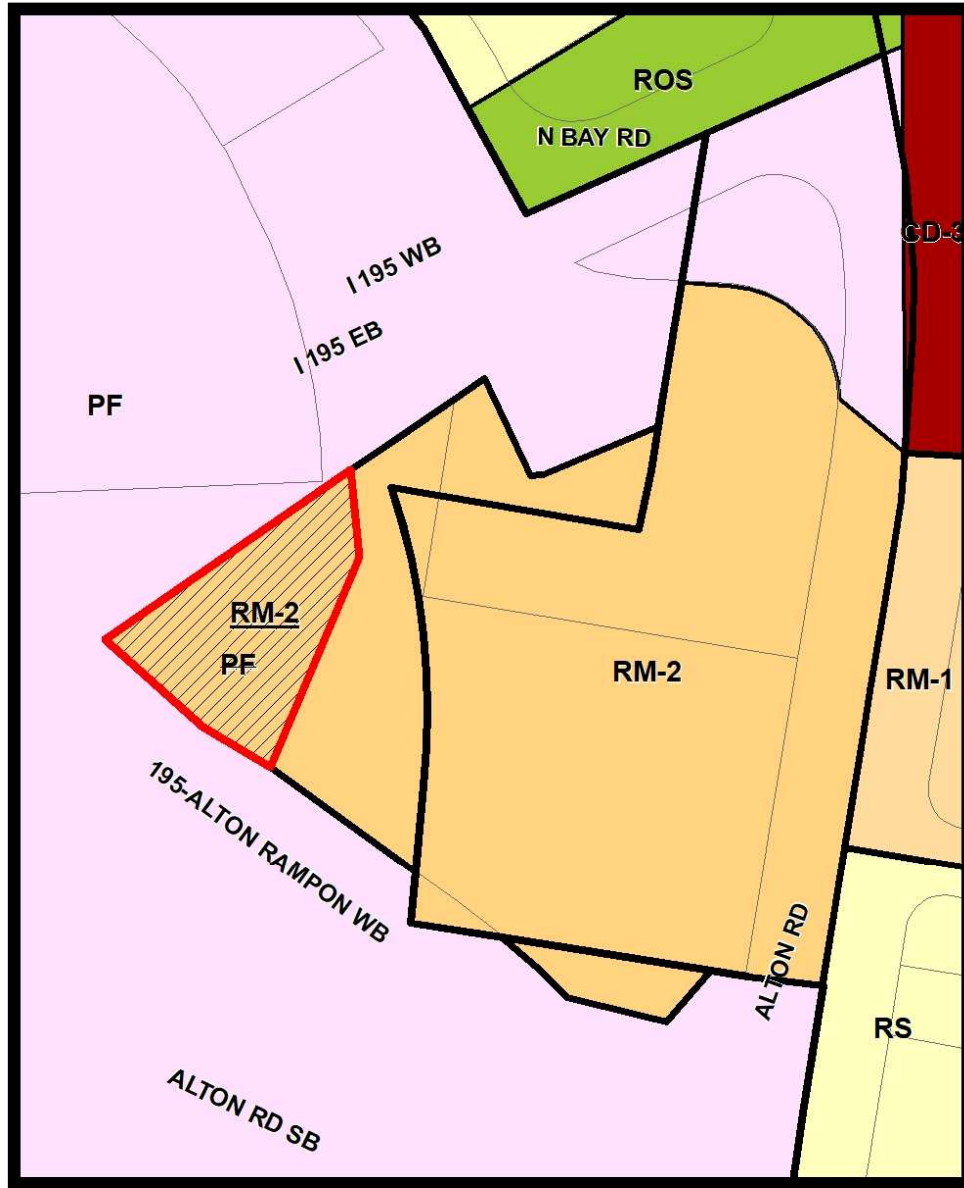 ROS
N BAY RD
CD-3
I 195 WB
I 195 EB
PF
RM-2
PF
RM-2
RM-1
195-ALTON RAMPON WB
ALTON RD
RS
ALTON RD SB